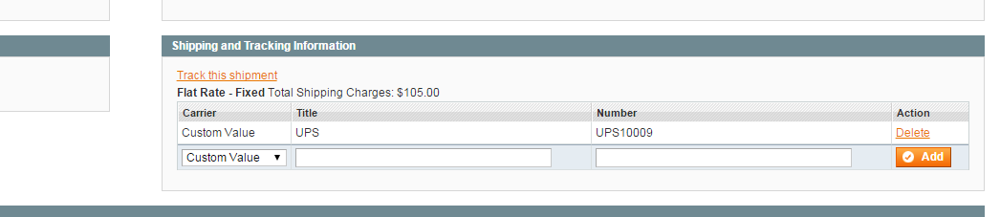 Shipping and Tracking Information
Track this shipment
Flat Rate - Fixed Total Shipping Charges: $105.00
Carrier Title Number Action
Custom Value UPS UPS10009 Delete
Custom Value Add